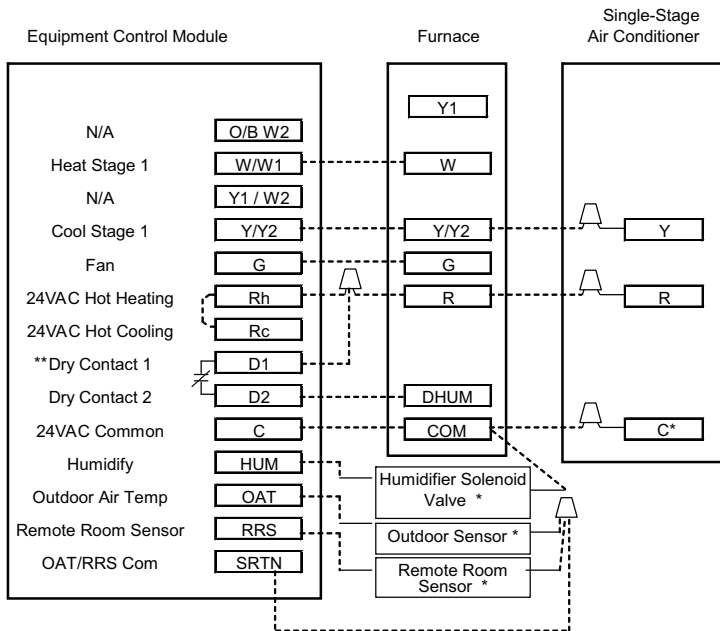 Single-Stage
Equipment Control Module Furnace Air Conditioner
Y1
N/A O/B W2
Heat Stage 1 W/W1 W
N/A Y1 / W2
Cool Stage 1 Y/Y2 Y/Y2 Y
Fan G G
24VAC Hot Heating Rh R R
24VAC Hot Cooling Rc
**Dry Contact 1 D1
Dry Contact 2 D2 DHUM
24VAC Common C COM C*
Humidify HUM
Humidifier Solenoid
Valve *
Outdoor Air Temp OAT
Remote Room Sensor RRS Outdoor Sensor *
OAT/RRS Com SRTN Remote Room
Sensor *